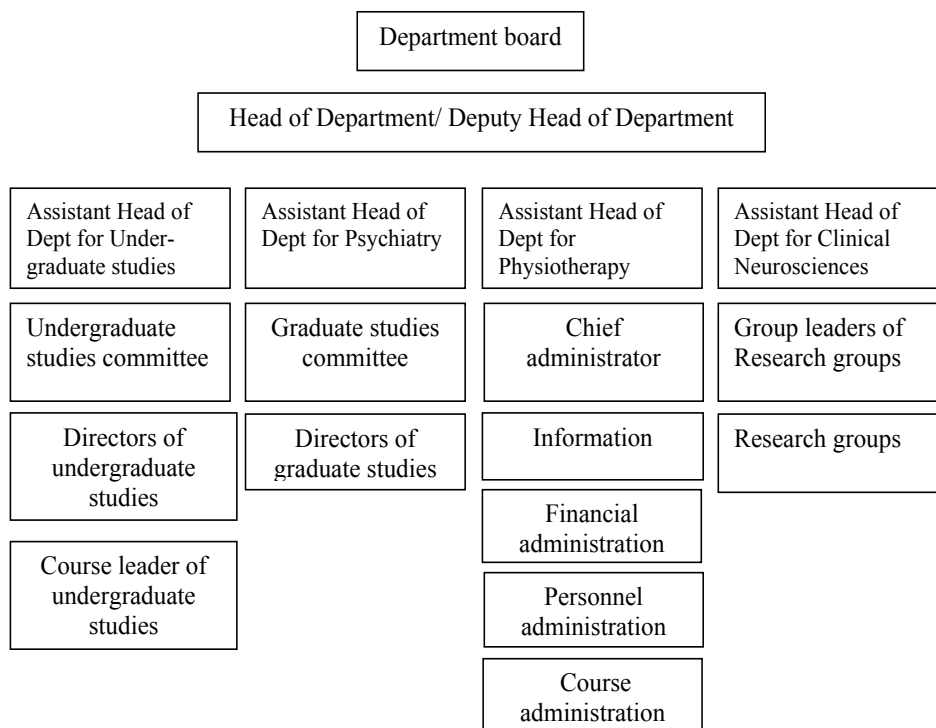 Department board
Head of Department/ Deputy Head of Department
Assistant Head of
Dept for Under-
graduate studies
Assistant Head of
Dept for Psychiatry
Assistant Head of
Dept for
Physiotherapy
Assistant Head of
Dept for Clinical
Neurosciences
Undergraduate
studies committee
Graduate studies
committee
Chief
administrator
Group leaders of
Research groups
Directors of
undergraduate
studies
Directors of
graduate studies
Information
Research groups
Financial
administration
Course leader of
undergraduate
studies
Personnel
administration
Course
administration